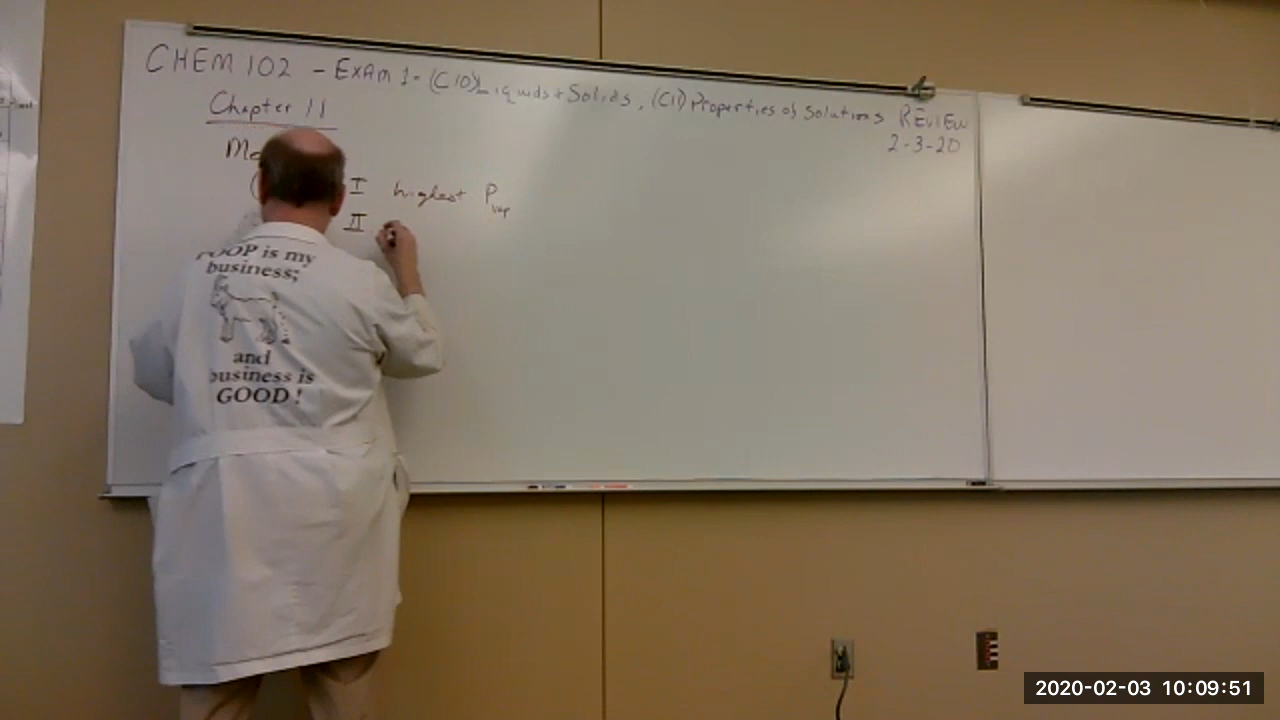 CHEM 102 - EXAM 1 - (C10) Liquids + Solids, (C11) Properties of Solutions REVIEW
2-3-20
Chapter 11
I highest Pvap
II
POOP is my
business;
and
business is
GOOD!
2020-02-03 10:09:51